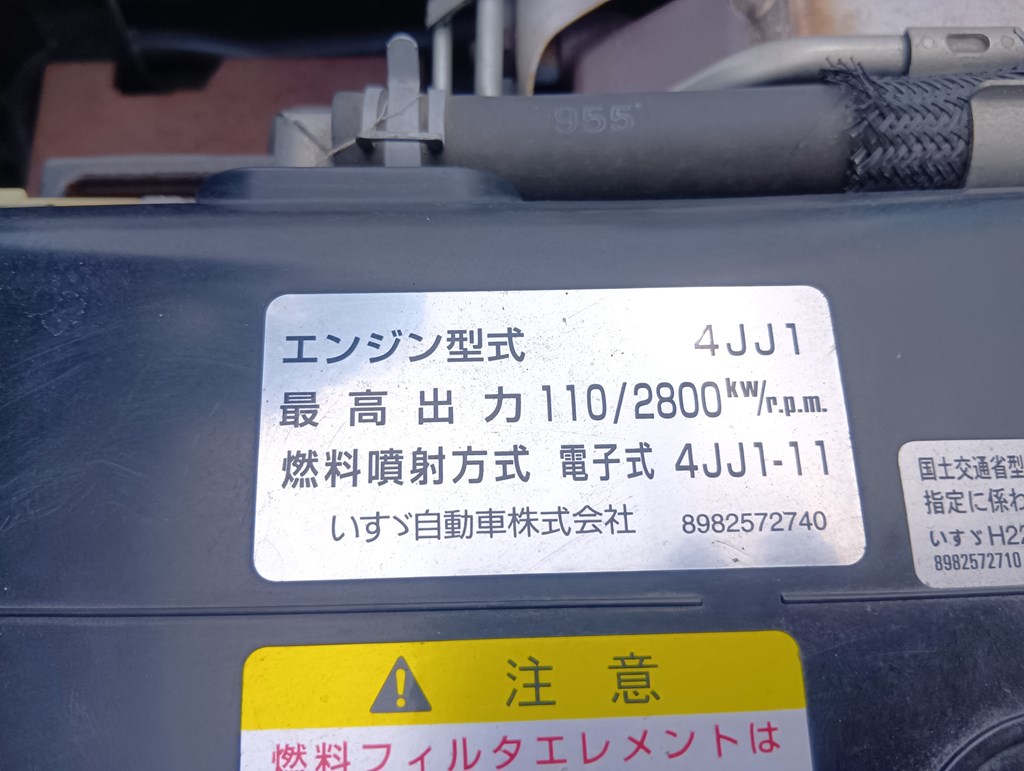 955
エンジン型式 4JJ1
最高出力 110/2800kW/r.p.m.
燃料噴射方式 電子式 4JJ1-11
いすゞ自動車株式会社 8982572740
国土交通省型
指定に係わ
いすゞH22
8982572710
注意
燃料フィルタエレメントは